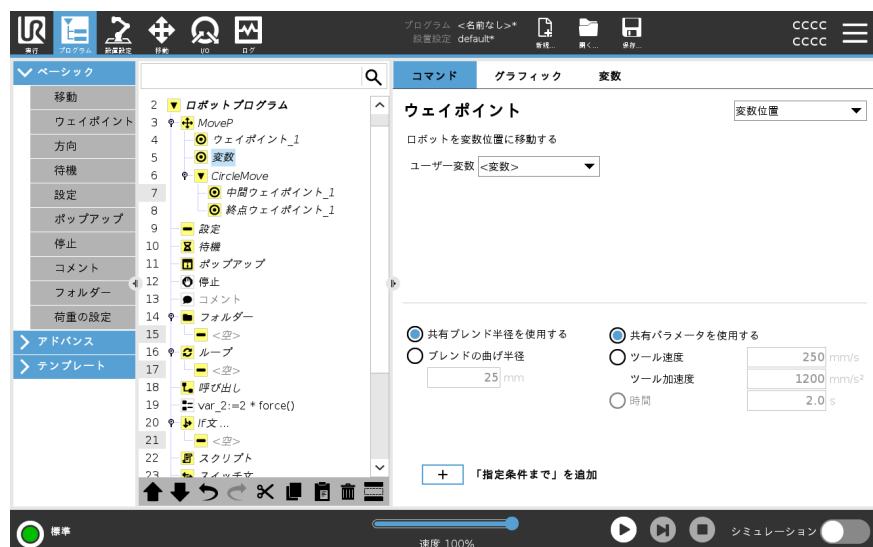 UR
実行
プログラム
設置設定
移動
I/O
ログ
プログラム <名前なし>*
設置設定 default*
新規...
開く...
保存...
CCCC
CCCC
ベーシック
移動
ウェイポイント
方向
待機
設定
ポップアップ
停止
コメント
フォルダー
荷重の設定
アドバンス
テンプレート
2 ロボットプログラム
3 MoveP
4 ウェイポイント_1
5 変数
6 CircleMove
7 中間ウェイポイント_1
8 終点ウェイポイント_1
9 設定
10 待機
11 ポップアップ
12 停止
13 コメント
14 フォルダー
15 <空>
16 ループ
17 <空>
18 呼び出し
19 var_2:=2 * force()
20 If文 ...
21 <空>
22 スクリプト
23 スイッチ文
コマンド グラフィック 変数
ウェイポイント
変数位置
ロボットを変数位置に移動する
ユーザー変数 <変数>
共有ブレンド半径を使用する
ブレンドの曲げ半径
25 mm
共有パラメータを使用する
ツール速度 250 mm/s
ツール加速度 1200 mm/s²
時間 2.0 s
+ 「指定条件まで」を追加
標準
速度 100%
シミュレーション